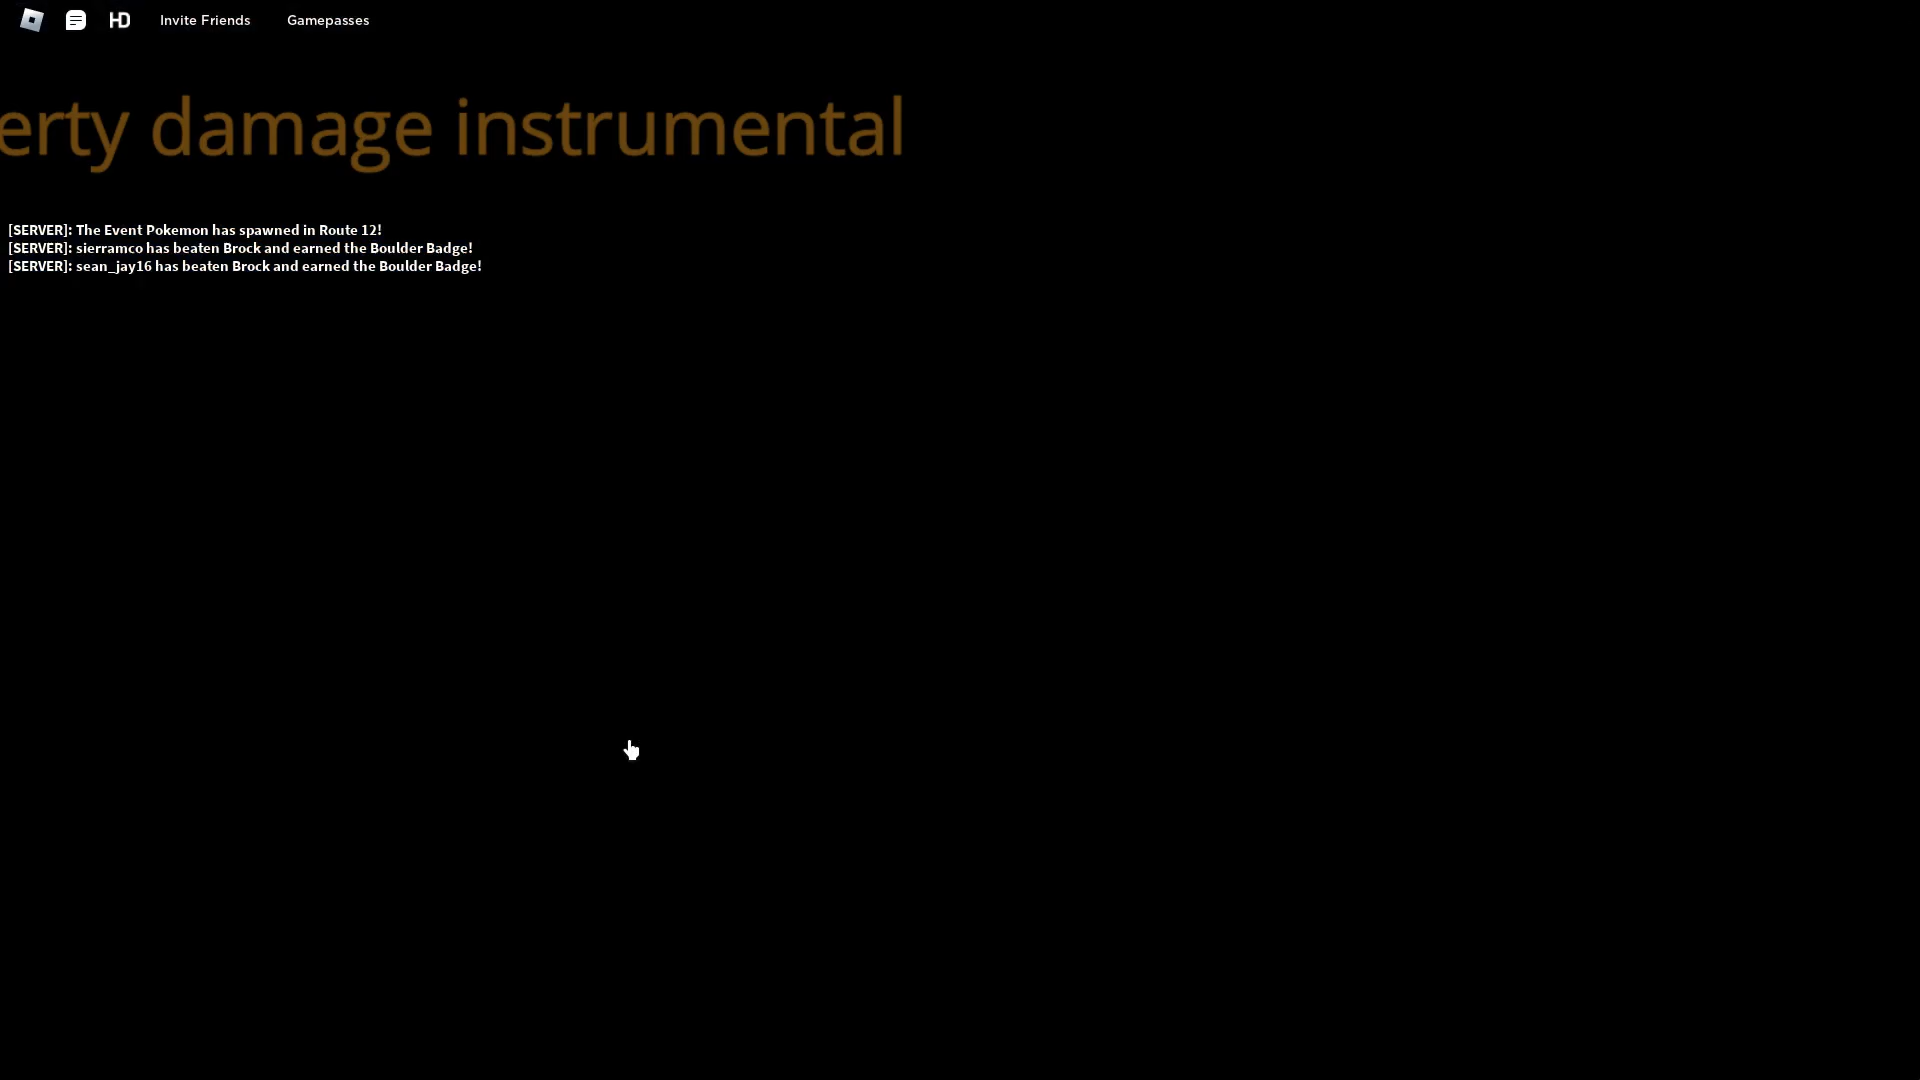 HD Invite Friends Gamepasses
erty damage instrumental
[SERVER]: The Event Pokemon has spawned in Route 12!
[SERVER]: sierramco has beaten Brock and earned the Boulder Badge!
[SERVER]: sean_jay16 has beaten Brock and earned the Boulder Badge!